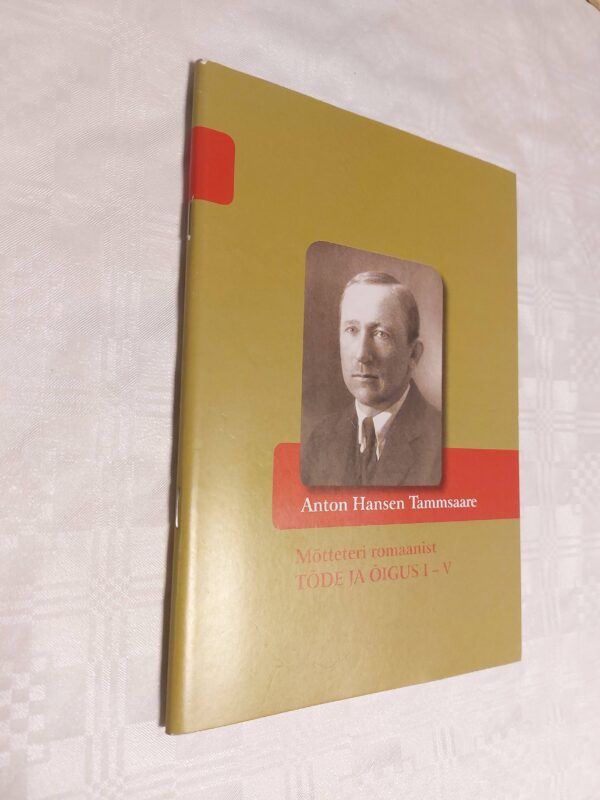 Anton Hansen Tammsaare
Mõtteteri romaanist
TÕDE JA ÕIGUS I – V